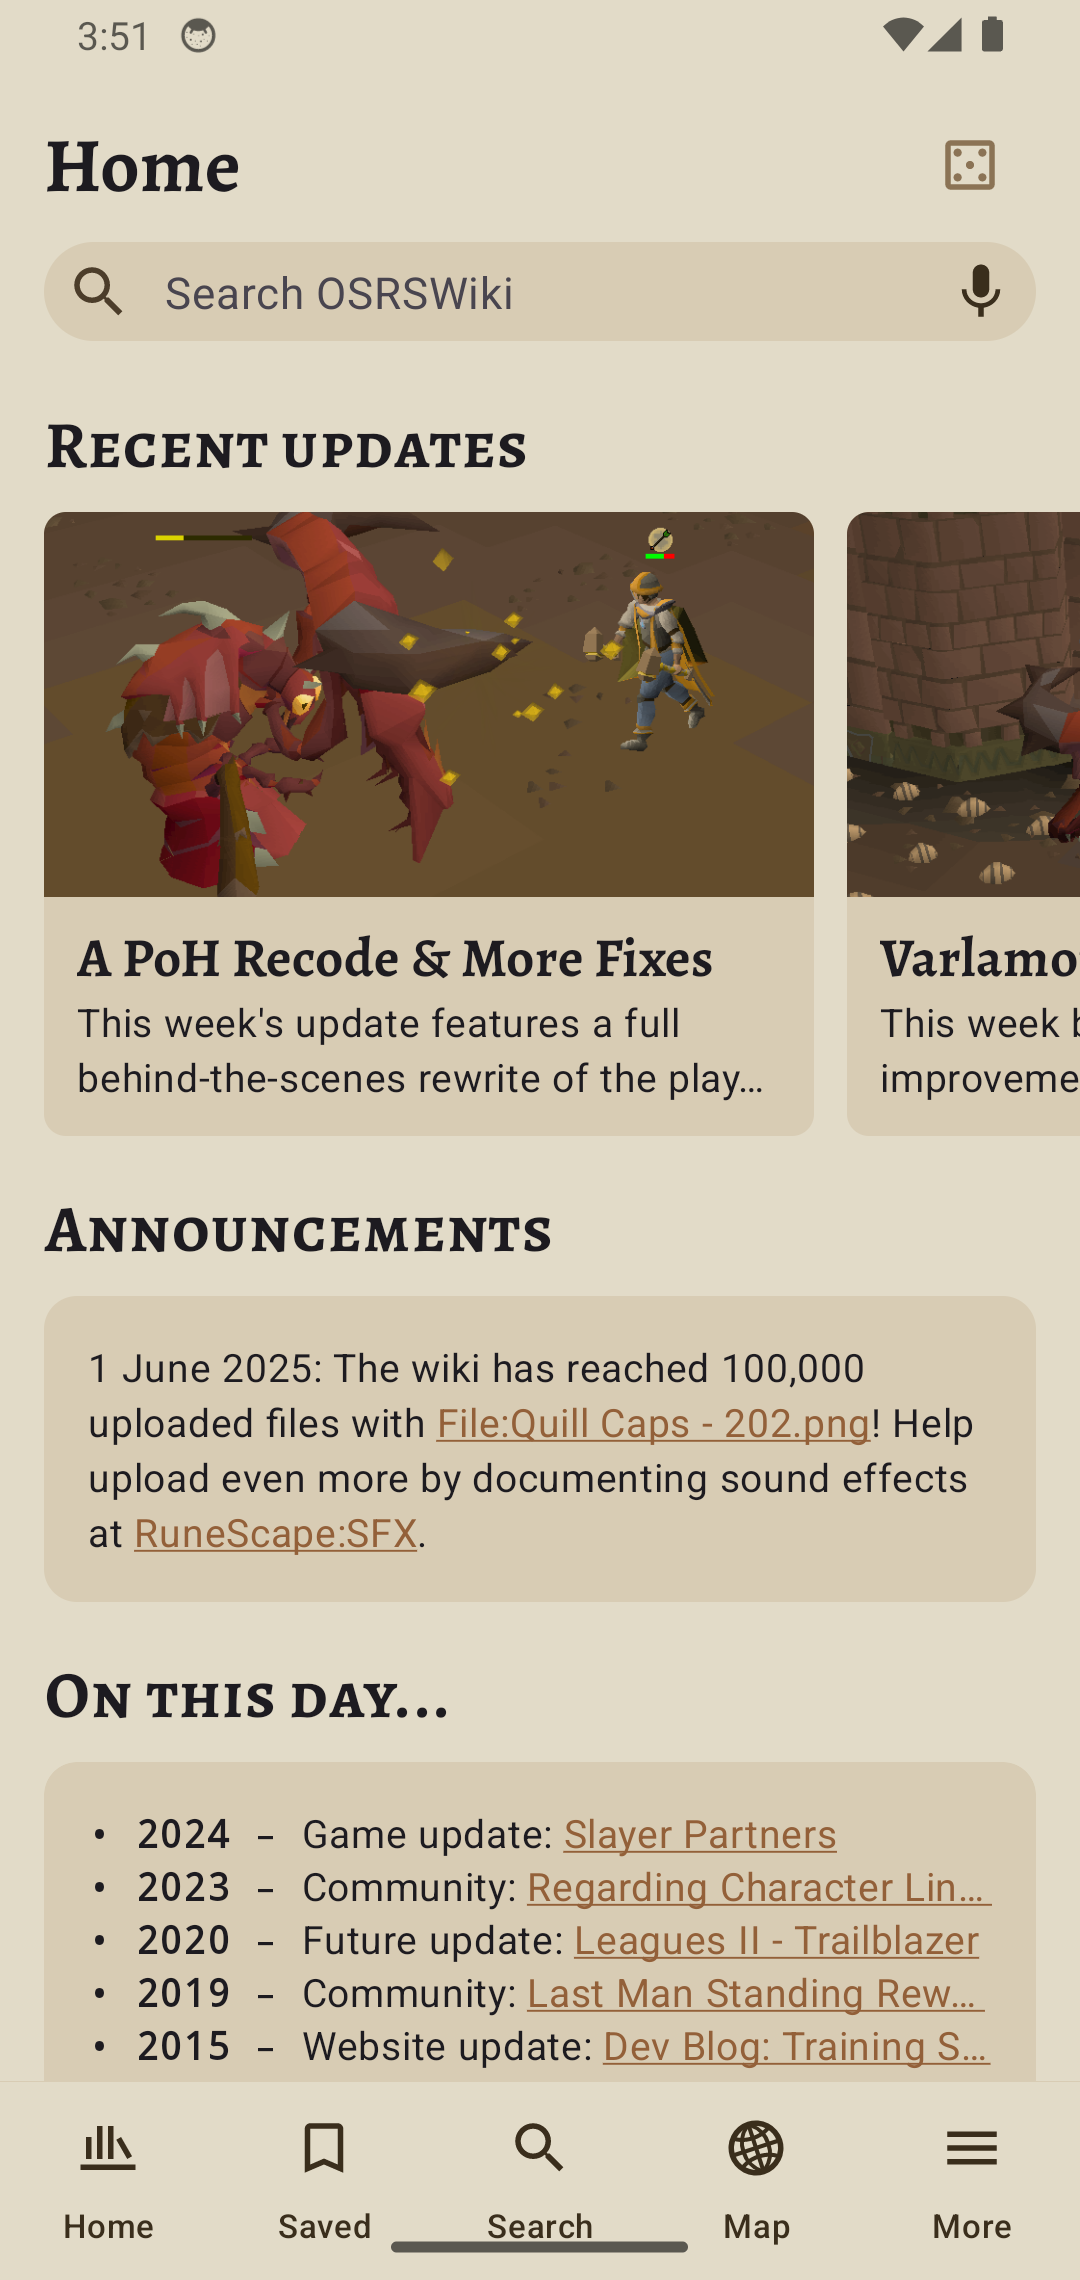 3:51
Home
Search OSRSWiki
Recent updates
A PoH Recode & More Fixes
This week's update features a full
behind-the-scenes rewrite of the play…
Varlamo
This week b
improveme
Announcements
1 June 2025: The wiki has reached 100,000
uploaded files with File:Quill Caps - 202.png! Help
upload even more by documenting sound effects
at RuneScape:SFX.
On this day...
• 2024 – Game update: Slayer Partners
• 2023 – Community: Regarding Character Lin…
• 2020 – Future update: Leagues II - Trailblazer
• 2019 – Community: Last Man Standing Rew…
• 2015 – Website update: Dev Blog: Training S…
Home
Saved
Search
Map
More